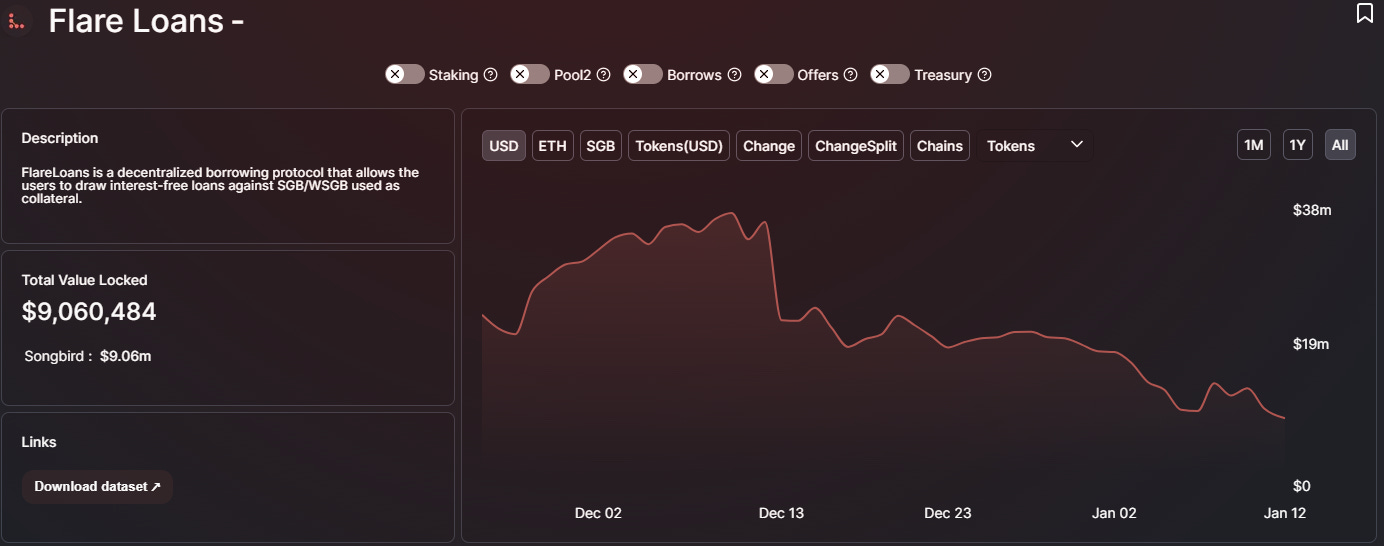 Flare Loans -
Staking
Pool2
Borrows
Offers
Treasury
Description
FlareLoans is a decentralized borrowing protocol that allows the
users to draw interest-free loans against SGB/WSGB used as
collateral.
Total Value Locked
$9,060,484
Songbird : $9.06m
Links
Download dataset ↗
USD
ETH
SGB
Tokens(USD)
Change
ChangeSplit
Chains
Tokens
1M
1Y
All
$38m
$19m
$0
Dec 02
Dec 13
Dec 23
Jan 02
Jan 12